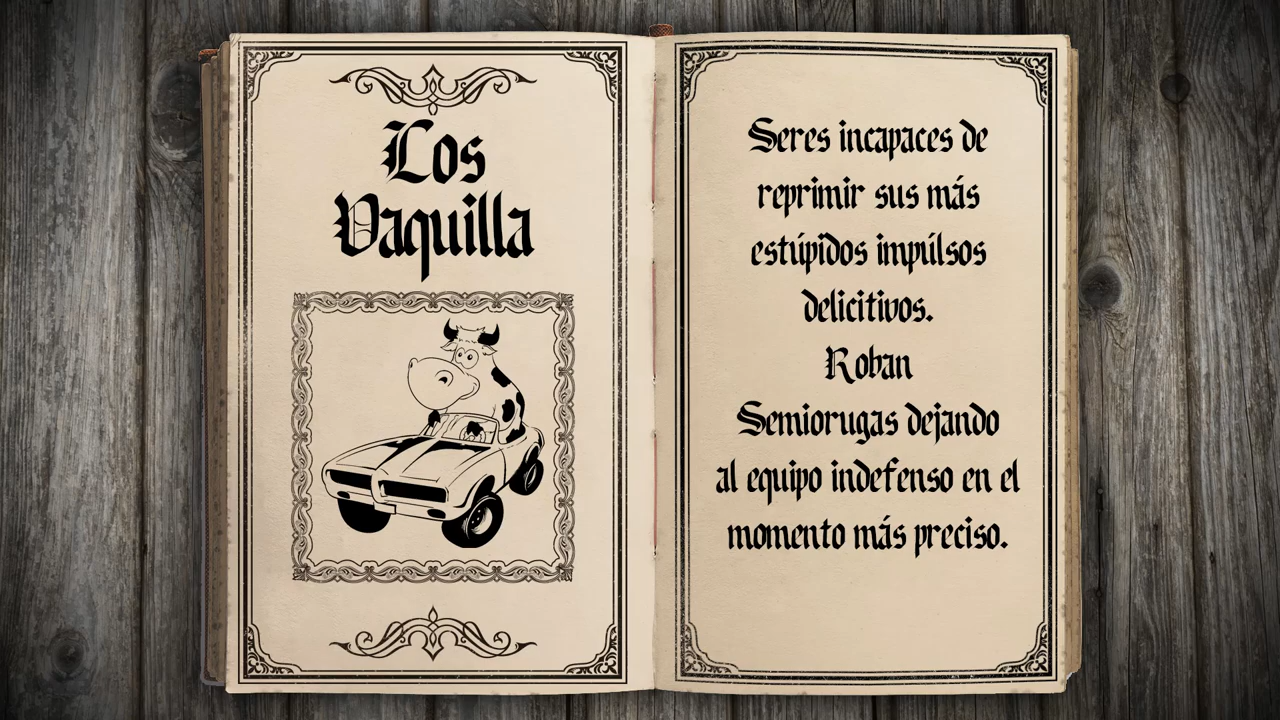 Los
Vaquilla
Seres incapaces de
reprimir sus más
estúpidos impúlsos
delicitivos.
Roban
Semiorugas dejando
al equipo indefenso en el
momento más preciso.